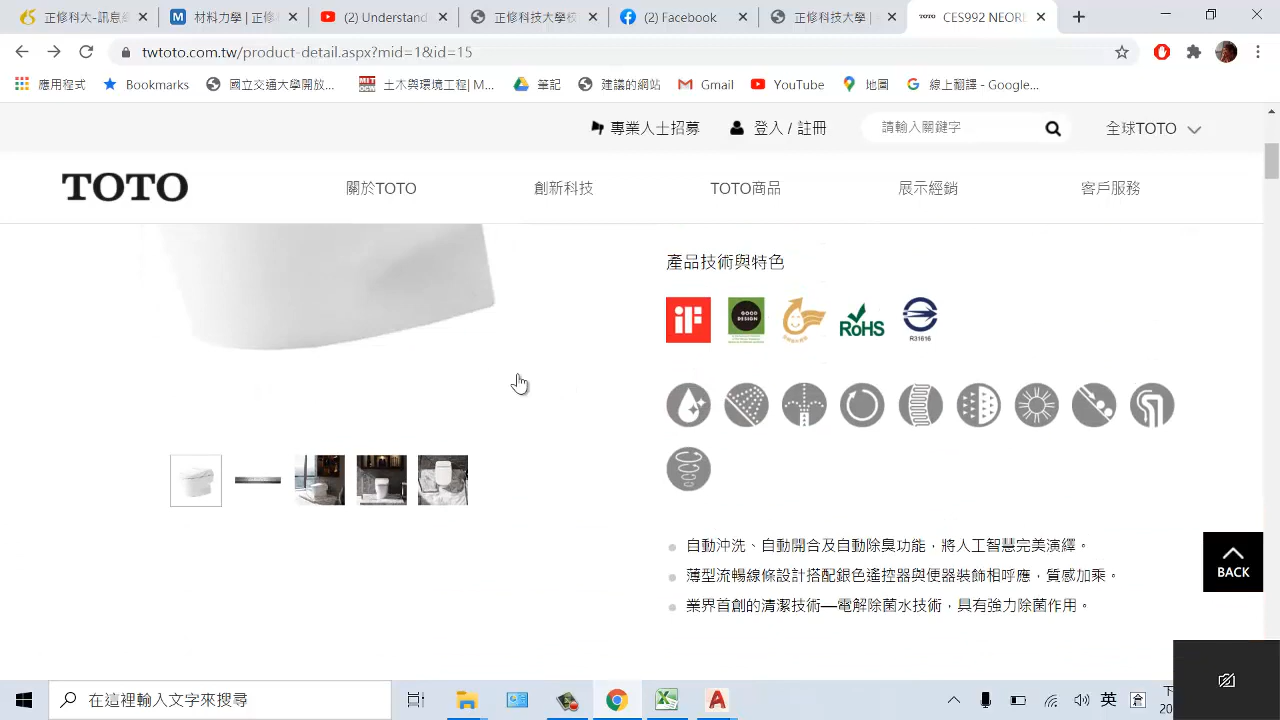 正修科大-訊息
材料力學 | 正修
(2) Understand
正修科技大學
(2) Facebook
正修科技大學 |
CES992 NEORE
twtoto.com.tw/product-detail.aspx?mid=1&id=15
應用程式
Bookmarks
國立交通大學開放...
土木與環境工程| M...
筆記
建議的網站
Gmail
YouTube
地圖
線上翻譯 - Google...
專業人士招募
登入 / 註冊
請輸入關鍵字
全球TOTO
TOTO
關於TOTO
創新科技
TOTO商品
展示經銷
客戶服務
產品技術與特色
iF
GOOD DESIGN
RoHS
R31616
自動沖洗、自動開合及自動除臭功能，將人工智慧完美演繹。
薄型流暢線條設計搭配銀色遙控器與便器裝飾相呼應，質感加乘。
業界首創的清潔技術—電解除菌水技術，具有強力除菌作用。
BACK
在這裡輸入文字來搜尋
英
下
20